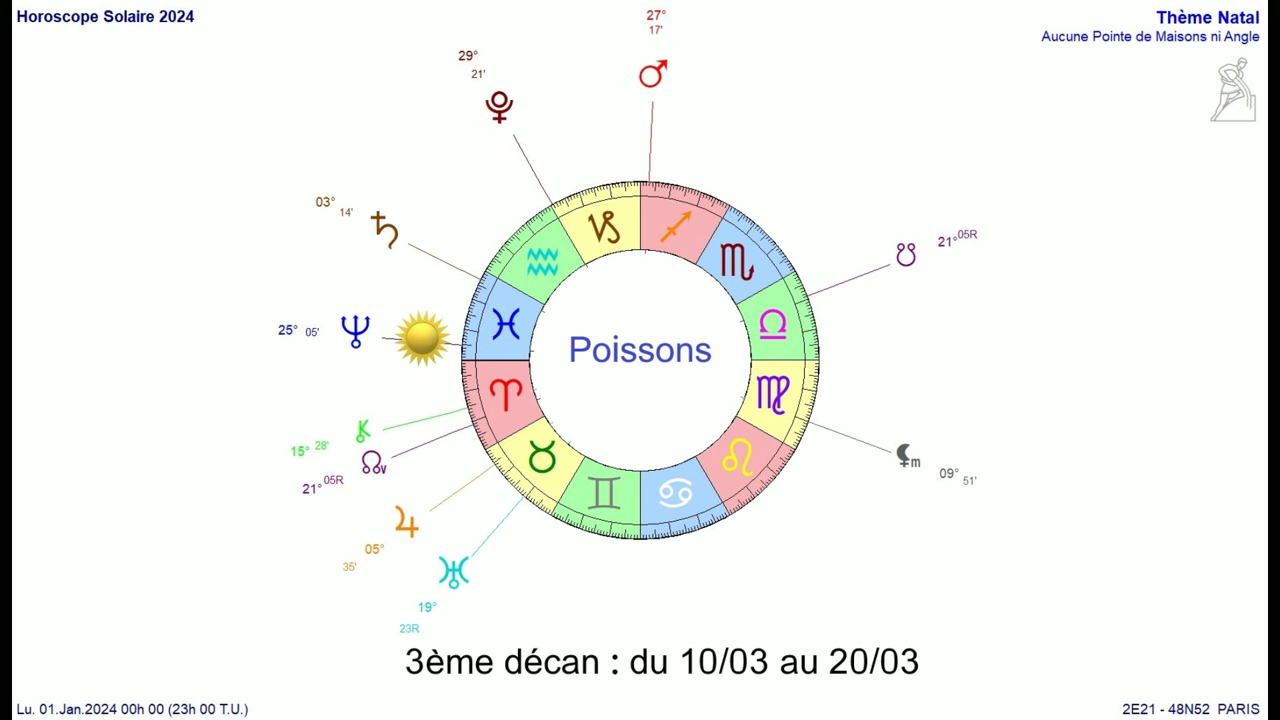 Horoscope Solaire 2024
Thème Natal
Aucune Pointe de Maisons ni Angle
27°
17'
29°
21'
03° 14'
21° 05R
25° 05'
Poissons
15° 28'
21° 05R
09° 51'
05°
35'
19°
23R
3ème décan : du 10/03 au 20/03
Lu. 01.Jan.2024 00h 00 (23h 00 T.U.)
2E21 - 48N52 PARIS